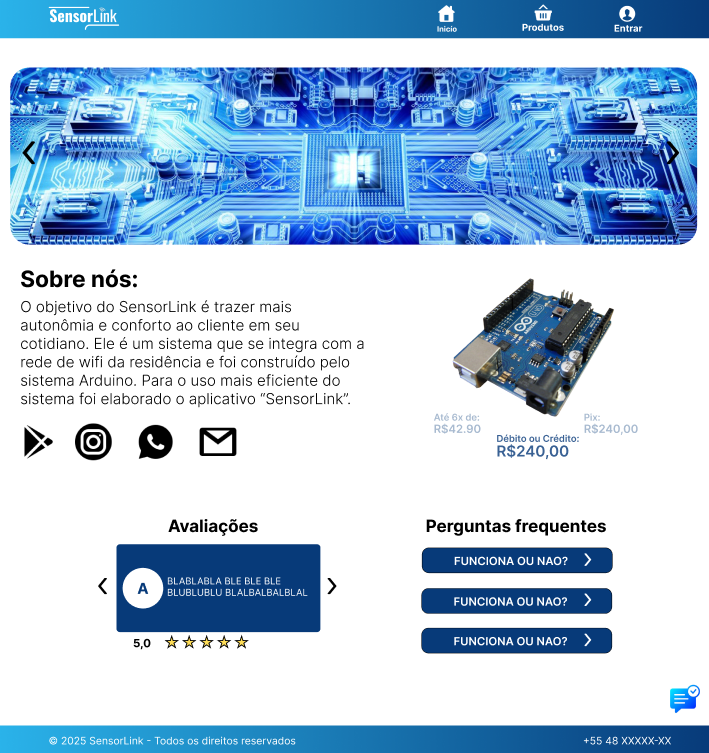 SensorLink
Início
Produtos
Entrar
Sobre nós:
O objetivo do SensorLink é trazer mais
autonômia e conforto ao cliente em seu
cotidiano. Ele é um sistema que se integra com a
rede de wifi da residência e foi construído pelo
sistema Arduino. Para o uso mais eficiente do
sistema foi elaborado o aplicativo “SensorLink”.
Até 6x de:
R$42.90
Débito ou Crédito:
R$240,00
Pix:
R$240,00
Avaliações
A
BLABLABLA BLE BLE BLE
BLUBLUBLU BLALBALBALBLAL
5,0
Perguntas frequentes
FUNCIONA OU NAO?
FUNCIONA OU NAO?
FUNCIONA OU NAO?
© 2025 SensorLink - Todos os direitos reservados
+55 48 XXXXX-XX